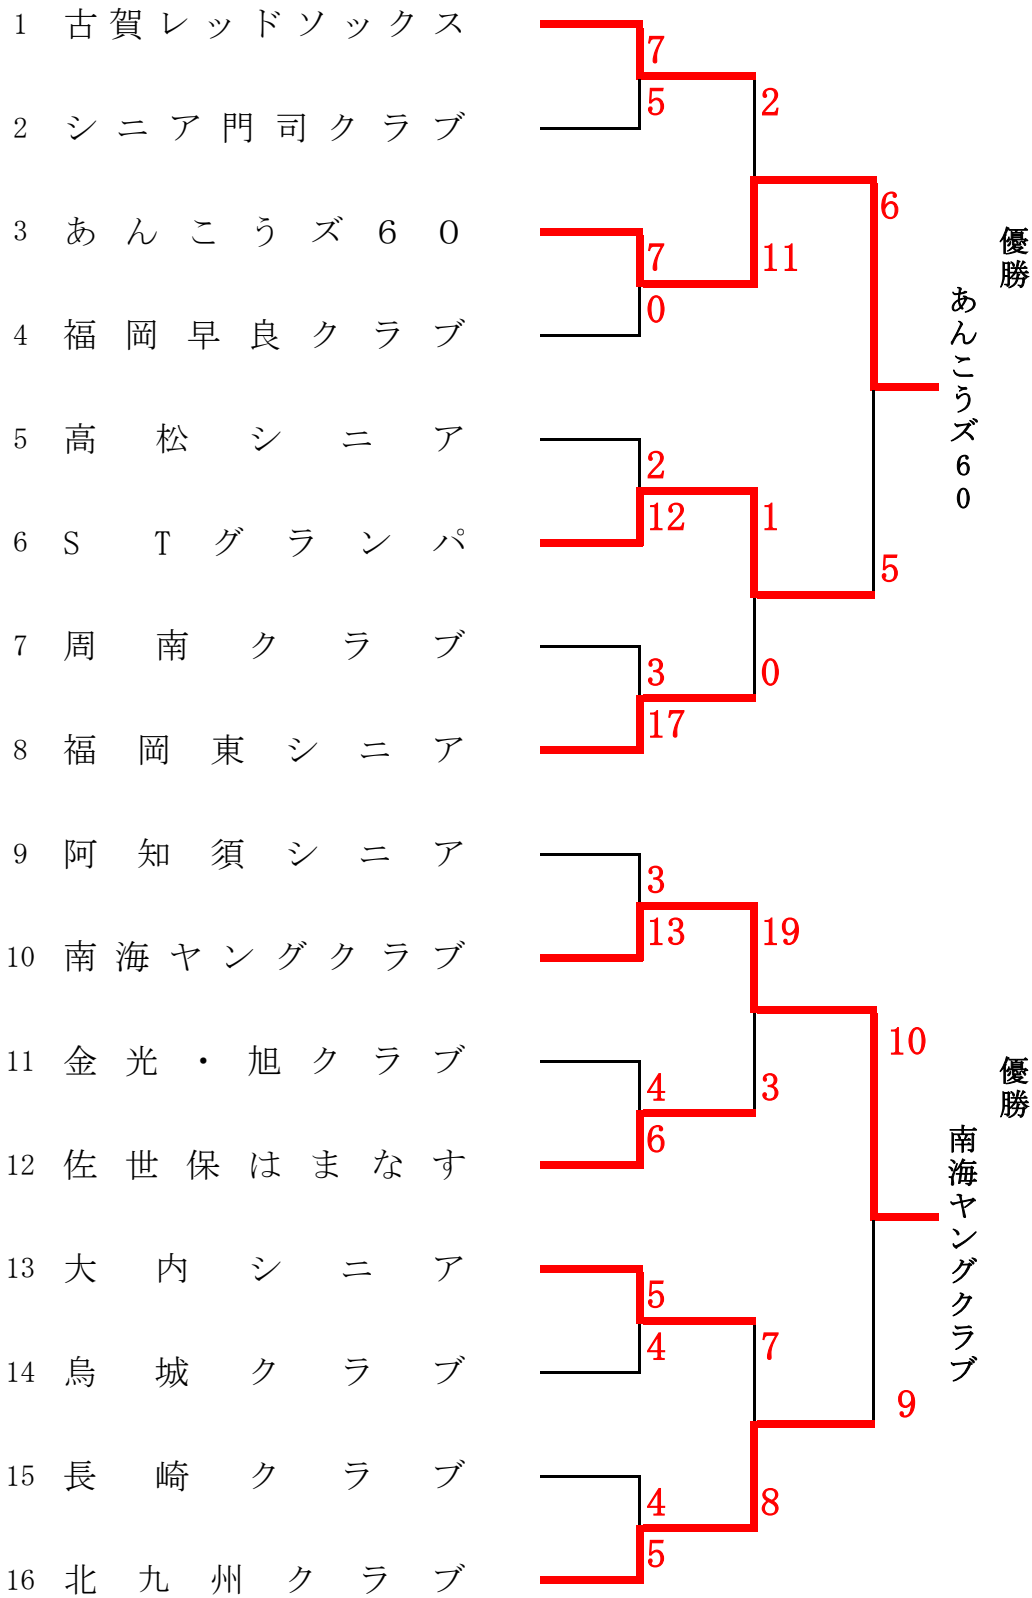 1 古賀レッドソックス
7
5
2 シニア門司クラブ
2
3 あんこうズ６０
7
0
11
4 福岡早良クラブ
6
優勝
あんこうズ６０
5 高松シニア
2
12
6 ＳＴグランパ
1
5
7 周南クラブ
3
17
0
8 福岡東シニア
9 阿知須シニア
3
13
19
10 南海ヤングクラブ
11 金光・旭クラブ
4
6
3
12 佐世保はまなす
10
優勝
南海ヤングクラブ
13 大内シニア
5
4
7
14 烏城クラブ
9
15 長崎クラブ
4
5
8
16 北九州クラブ